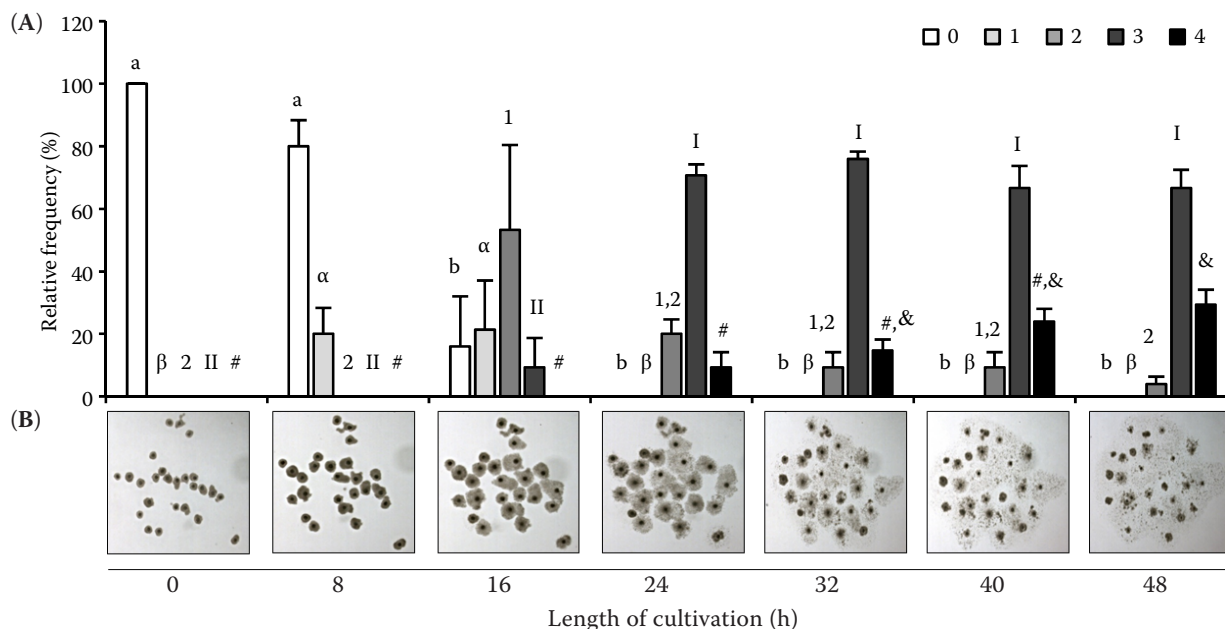 (A)
120
100
80
60
40
20
0
Relative frequency (%)
0 1 2 3 4
a
β 2 II #
a
α
2 II #
b
α
1
II
#
b β
1,2
I
#
b β
1,2
I
#,&
b β
1,2
I
#,&
b β
2
I
&
(B)
0 8 16 24 32 40 48
Length of cultivation (h)